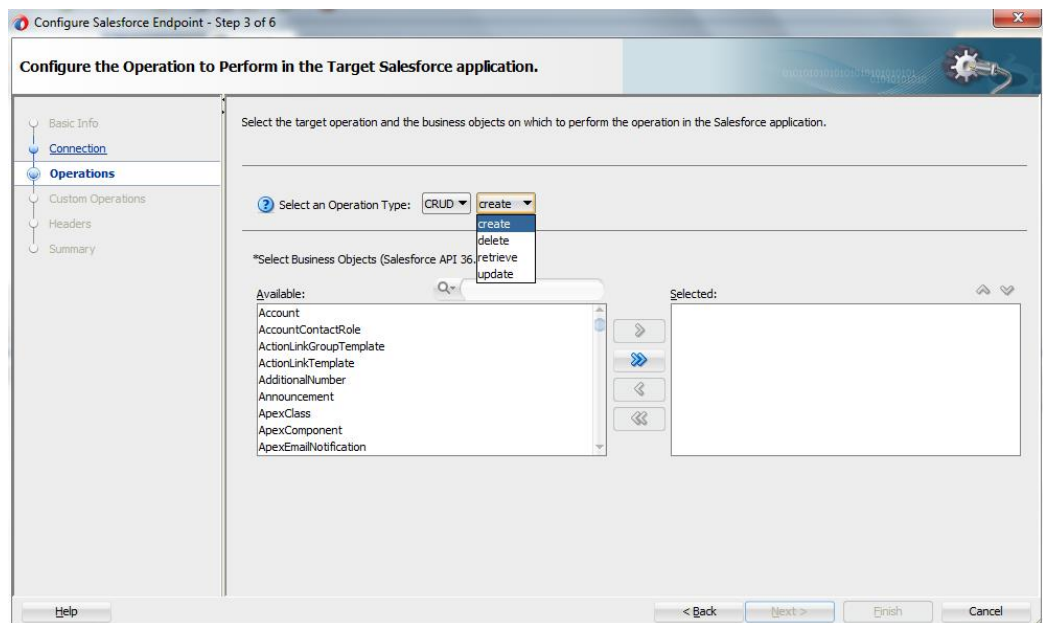 Configure Salesforce Endpoint - Step 3 of 6
Configure the Operation to Perform in the Target Salesforce application.
Basic Info
Connection
Operations
Custom Operations
Headers
Summary
Select the target operation and the business objects on which to perform the operation in the Salesforce application.
Select an Operation Type: CRUD create
create
delete
retrieve
update
*Select Business Objects (Salesforce API 36.
Available:
Account
AccountContactRole
ActionLinkGroupTemplate
ActionLinkTemplate
AdditionalNumber
Announcement
ApexClass
ApexComponent
ApexEmailNotification
Selected:
Help
< Back Next > Finish Cancel